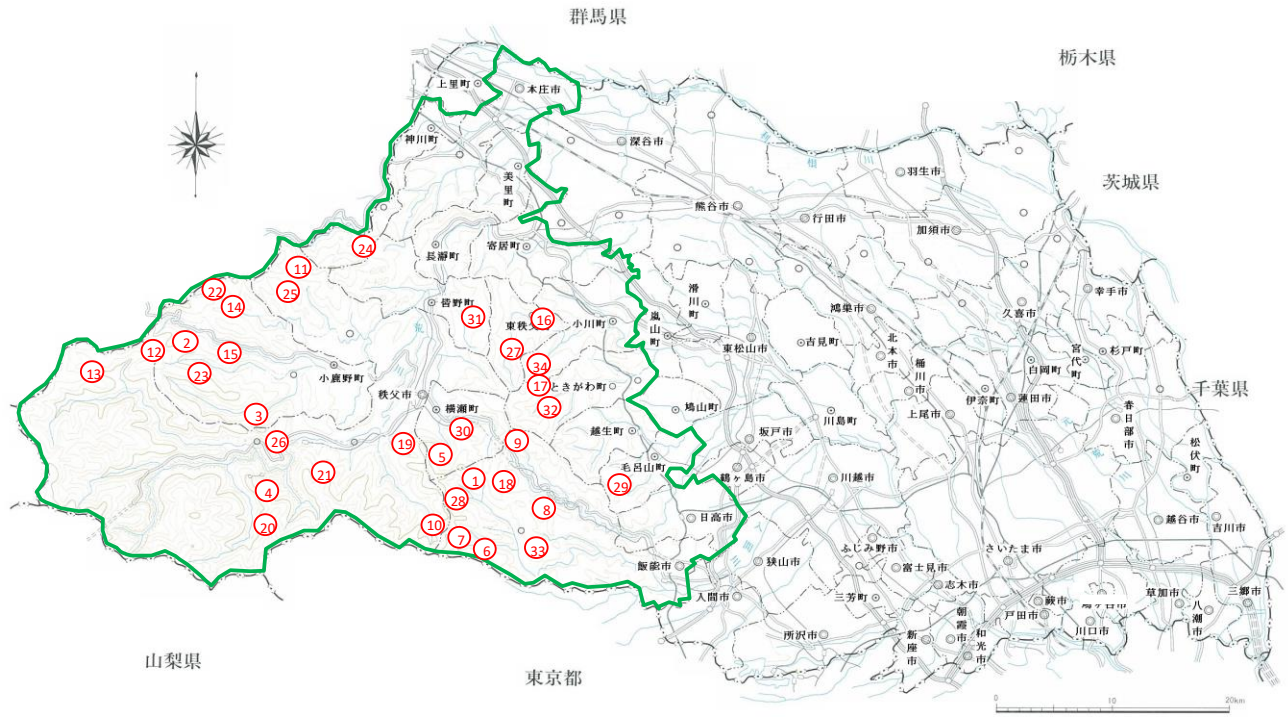 群馬県
栃木県
上里町
本庄市
神川町
深谷市
美里町
羽生市
茨城県
熊谷市
行田市
加須市
24
長瀞町
寄居町
11
22
25
14
皆野町
31
16
小川町
滑川町
嵐山町
鴻巣市
久喜市
幸手市
東秩父
2
12
15
27
34
東松山市
吉見町
北本市
桶川市
宮代町
杉戸町
白岡町
13
23
小鹿野町
17
ときがわ町
伊奈町
蓮田市
千葉県
秩父市
横瀬町
32
鳩山町
川島町
上尾市
春日部市
3
26
19
30
9
越生町
坂戸市
松伏町
5
毛呂山町
21
1
18
29
鶴ヶ島市
川越市
4
28
8
日高市
越谷市
吉川市
20
10
7
6
33
飯能市
狭山市
ふじみ野市
富士見市
さいたま市
入間市
三芳町
志木市
朝霞市
和光市
戸田市
蕨市
鳩ヶ谷市
川口市
草加市
八潮市
三郷市
所沢市
新座市
山梨県
東京都
0
10
20km